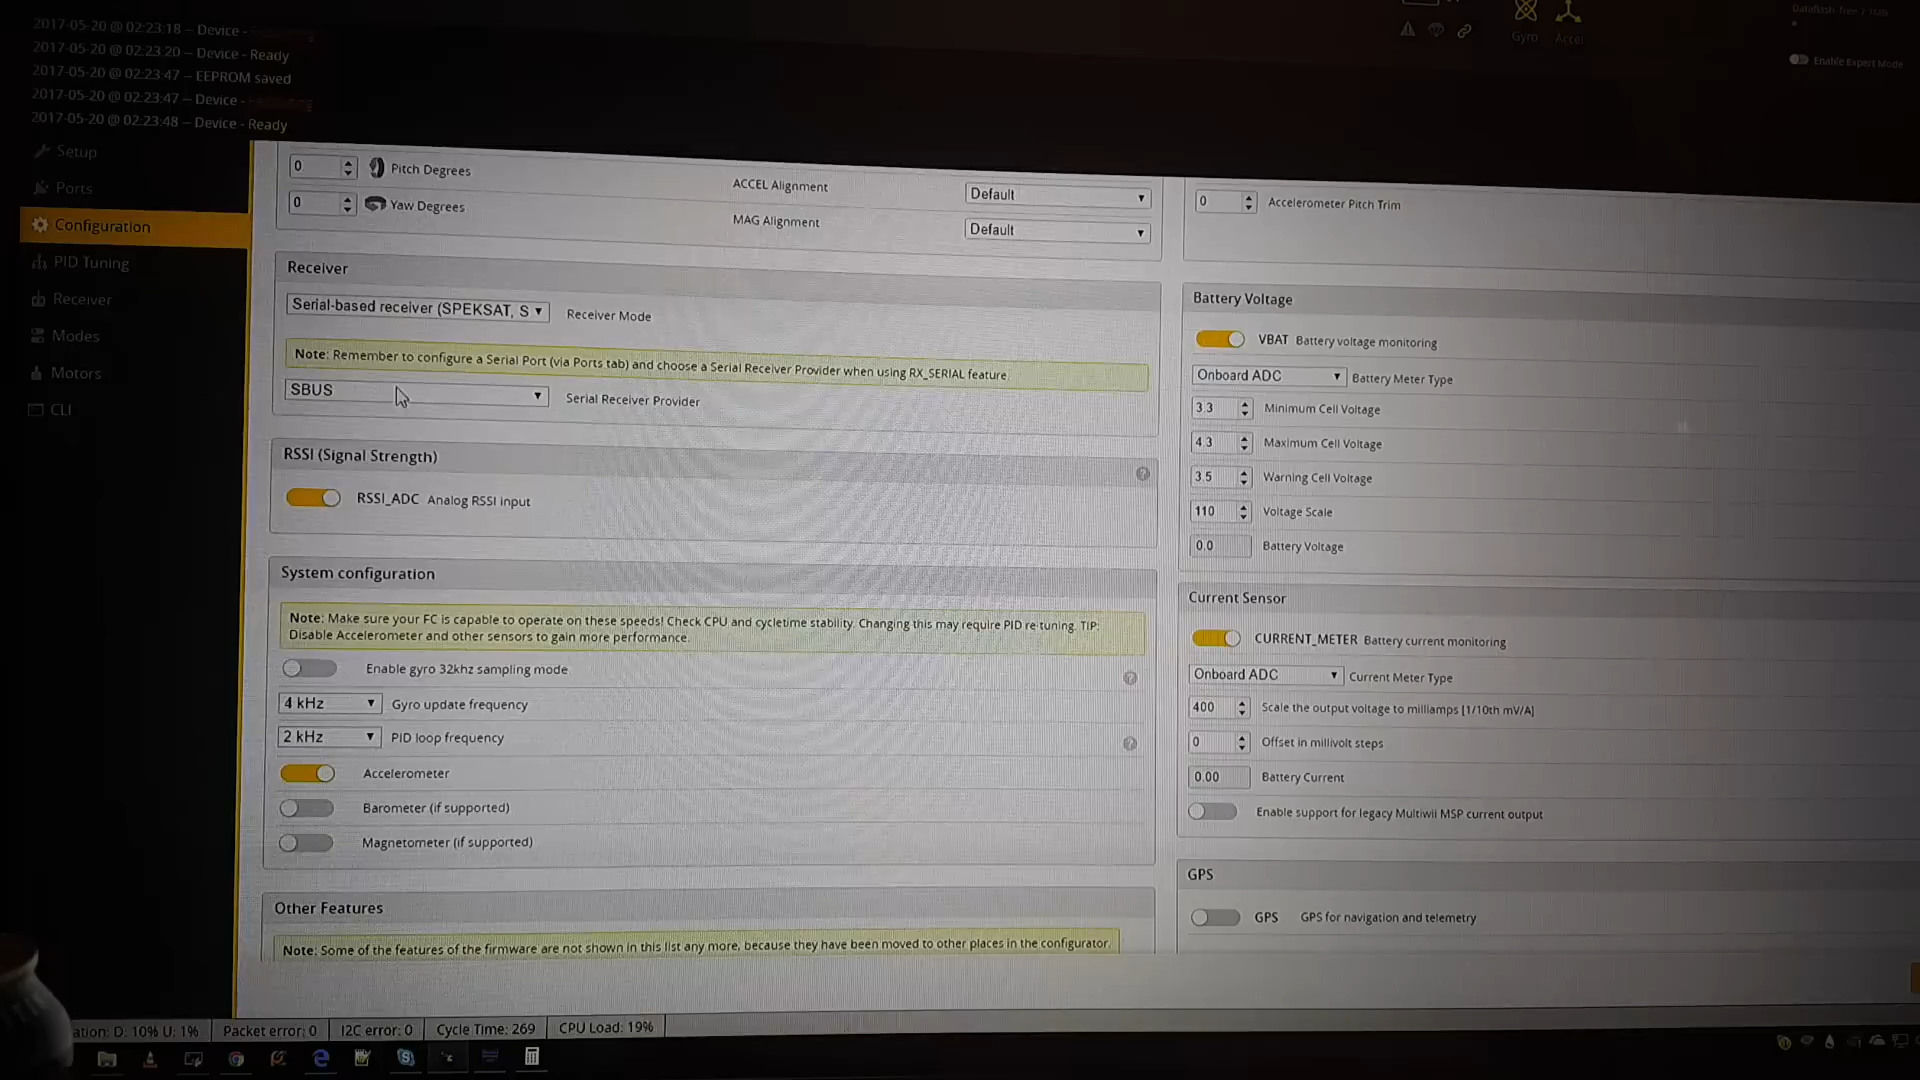 2017-05-20 @ 02:23:18 -- Device -
2017-05-20 @ 02:23:20 -- Device - Ready
2017-05-20 @ 02:23:47 -- EEPROM saved
2017-05-20 @ 02:23:47 -- Device -
2017-05-20 @ 02:23:48 -- Device - Ready
Gyro
Accel
Enable Expert Mode
Setup
Ports
Configuration
PID Tuning
Receiver
Modes
Motors
CLI
0 Pitch Degrees
0 Yaw Degrees
ACCEL Alignment Default
MAG Alignment Default
0 Accelerometer Pitch Trim
Receiver
Serial-based receiver (SPEKSAT, S Receiver Mode
Note: Remember to configure a Serial Port (via Ports tab) and choose a Serial Receiver Provider when using RX_SERIAL feature.
SBUS Serial Receiver Provider
RSSI (Signal Strength)
RSSI_ADC Analog RSSI input
System configuration
Note: Make sure your FC is capable to operate on these speeds! Check CPU and cycletime stability. Changing this may require PID re-tuning. TIP:
Disable Accelerometer and other sensors to gain more performance.
Enable gyro 32khz sampling mode
4 kHz Gyro update frequency
2 kHz PID loop frequency
Accelerometer
Barometer (if supported)
Magnetometer (if supported)
Other Features
Note: Some of the features of the firmware are not shown in this list any more, because they have been moved to other places in the configurator.
Battery Voltage
VBAT Battery voltage monitoring
Onboard ADC Battery Meter Type
3.3 Minimum Cell Voltage
4.3 Maximum Cell Voltage
3.5 Warning Cell Voltage
110 Voltage Scale
0.0 Battery Voltage
Current Sensor
CURRENT_METER Battery current monitoring
Onboard ADC Current Meter Type
400 Scale the output voltage to milliamps [1/10th mV/A]
0 Offset in millivolt steps
0.00 Battery Current
Enable support for legacy Multiwii MSP current output
GPS
GPS GPS for navigation and telemetry
ation: D: 10% U: 1% Packet error: 0 I2C error: 0 Cycle Time: 269 CPU Load: 19%